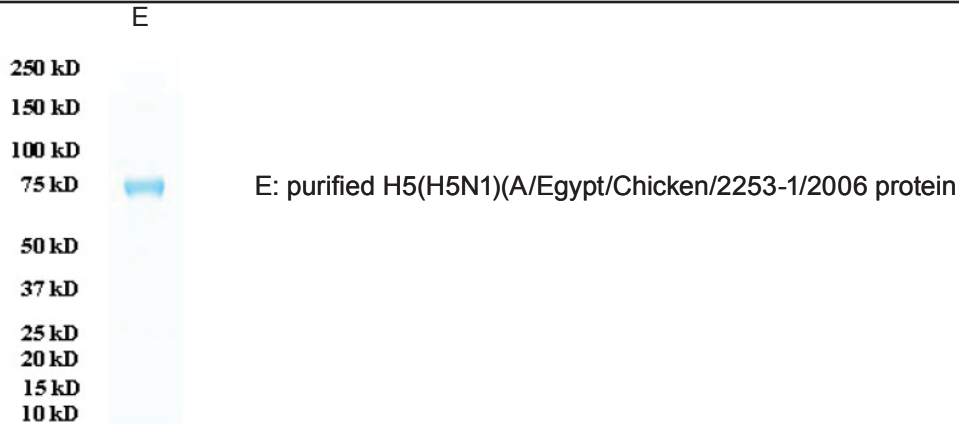 E
250 kD
150 kD
100 kD
75 kD
E: purified H5(H5N1)(A/Egypt/Chicken/2253-1/2006 protein
50 kD
37 kD
25 kD
20 kD
15 kD
10 kD